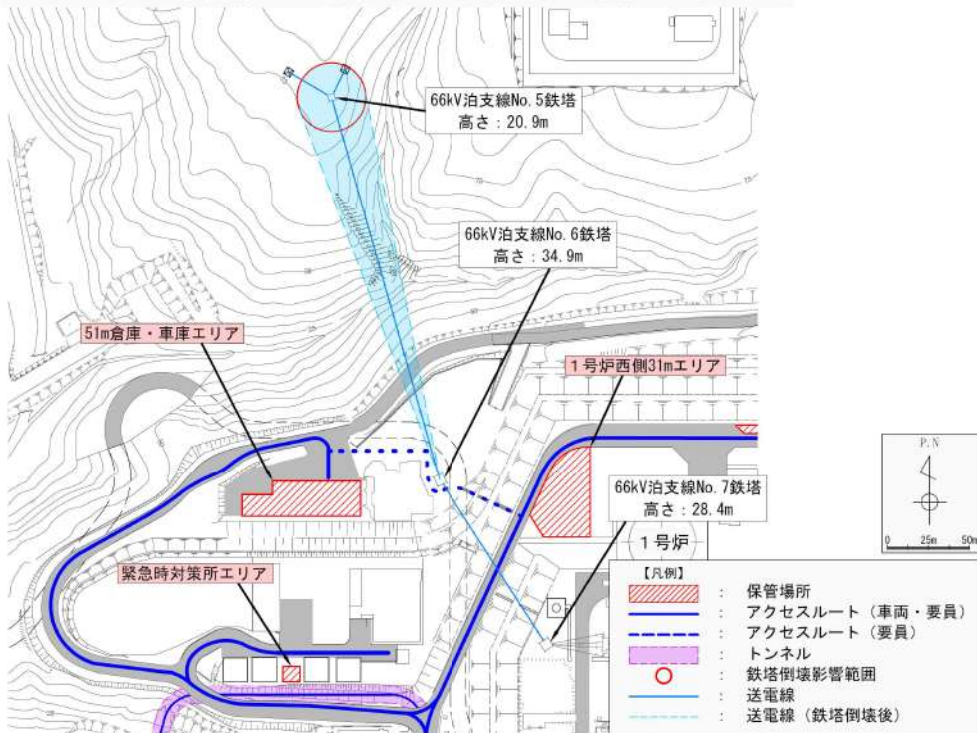 66kV泊支線No.5鉄塔
高さ：20.9m
66kV泊支線No.6鉄塔
高さ：34.9m
51m倉庫・車庫エリア
1号炉西側31mエリア
P.N
66kV泊支線No.7鉄塔
高さ：28.4m
0 25m 50m
1号炉
緊急時対策所エリア
【凡例】
： 保管場所
： アクセスルート（車両・要員）
： アクセスルート（要員）
： トンネル
： 鉄塔倒壊影響範囲
： 送電線
： 送電線（鉄塔倒壊後）